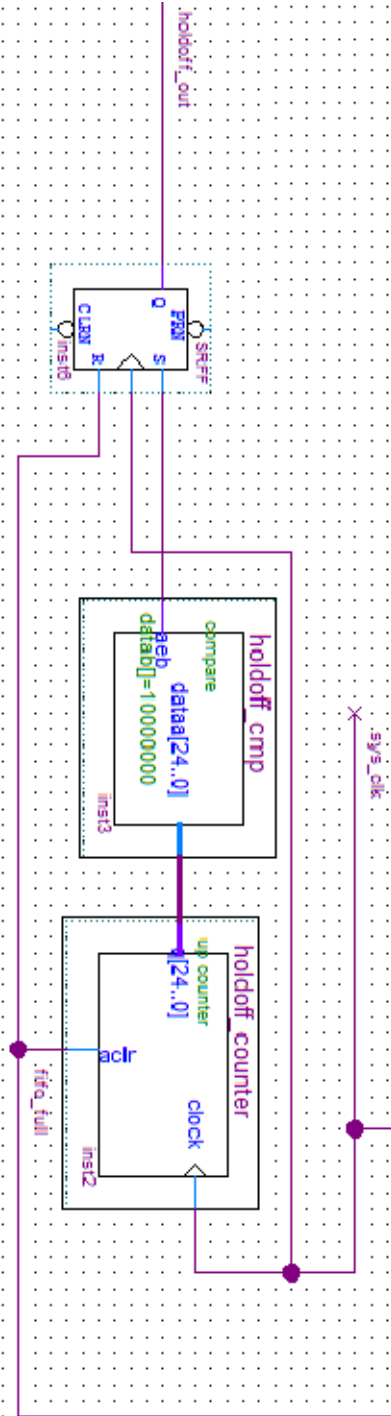 holdoff_out
SRFF
PRN
Q
S
CLRN
R
inst6
holdoff_cmp
compare
dataa[24..0]
aeb
datab[]=10000000
inst3
sys_clk
holdoff_counter
up counter
q[24..0]
clock
aclr
inst2
fifo_full